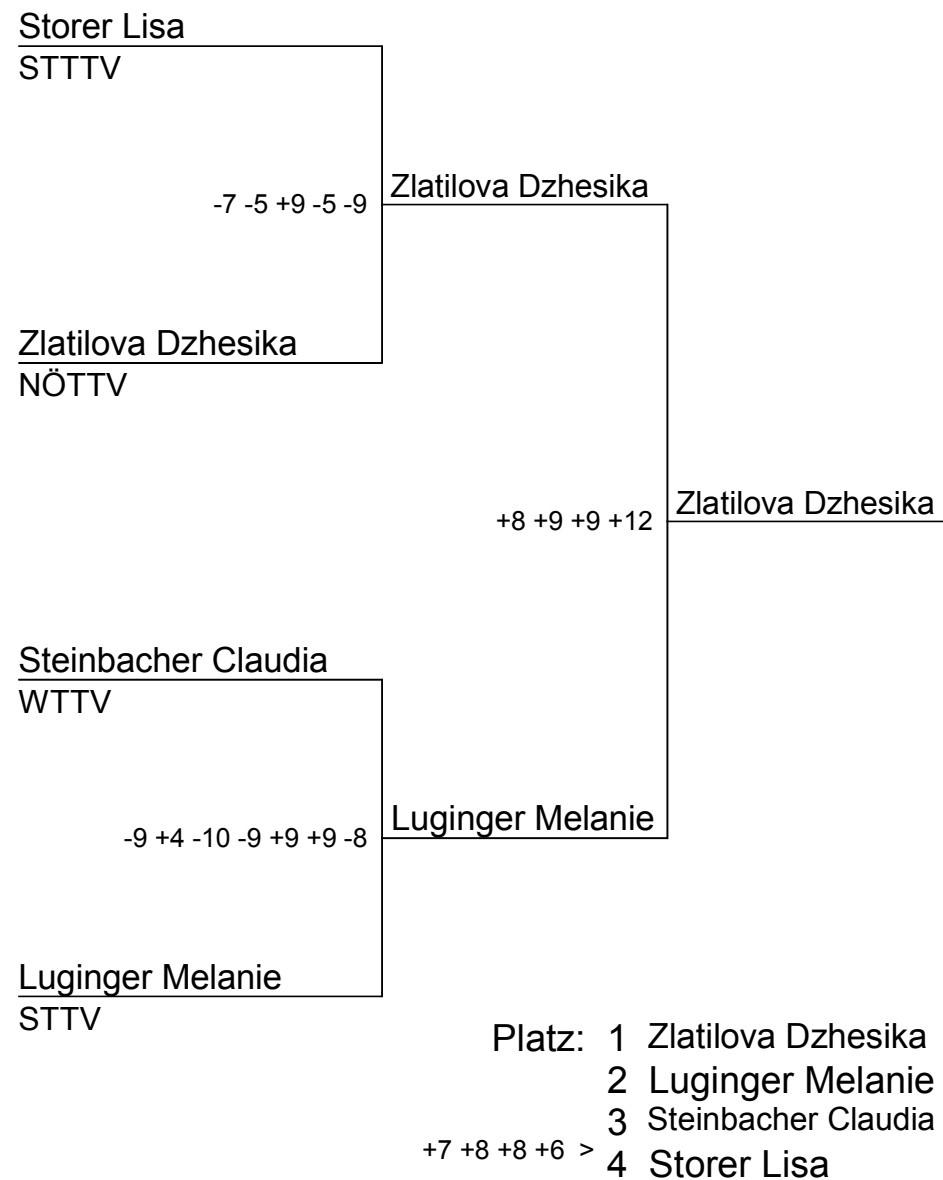 Storer Lisa
STTTV
Zlatilova Dzhesika
-7 -5 +9 -5 -9
Zlatilova Dzhesika
NÖTTV
Zlatilova Dzhesika
+8 +9 +9 +12
Steinbacher Claudia
WTTV
Luginger Melanie
-9 +4 -10 -9 +9 +9 -8
Luginger Melanie
STTV
Platz: 1 Zlatilova Dzhesika
2 Luginger Melanie
3 Steinbacher Claudia
+7 +8 +8 +6 >
4 Storer Lisa